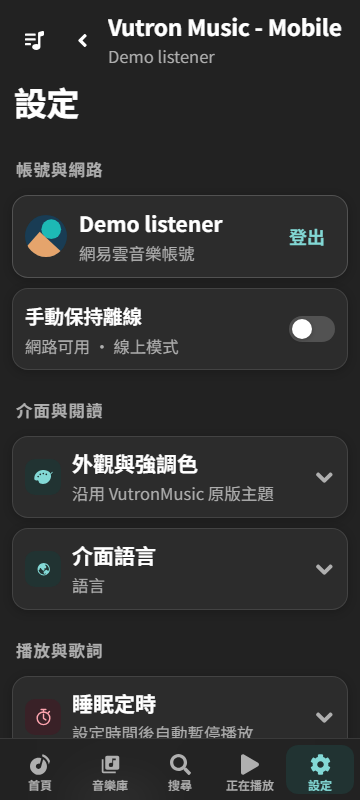 Vutron Music - Mobile
Demo listener
設定
帳號與網路
Demo listener
網易雲音樂帳號
登出
手動保持離線
網路可用 • 線上模式
介面與閱讀
外觀與強調色
沿用 VutronMusic 原版主題
介面語言
語言
播放與歌詞
睡眠定時
設定時間後自動暫停播放
首頁
音樂庫
搜尋
正在播放
設定